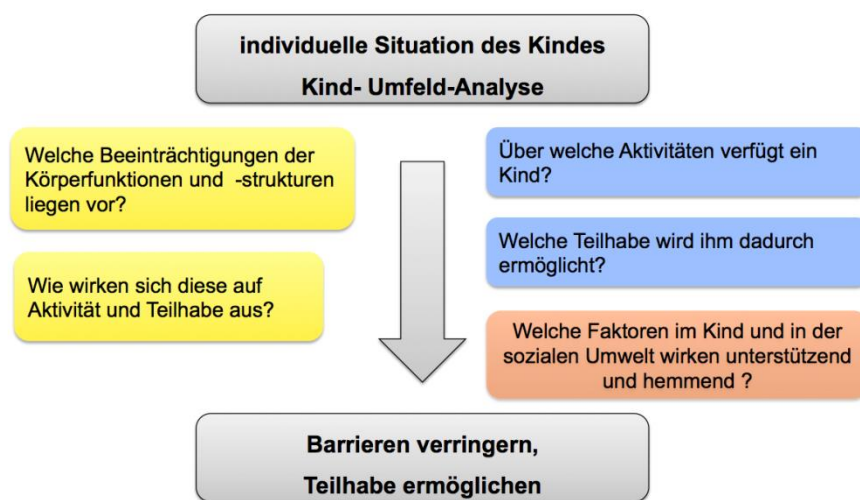 individuelle Situation des Kindes
Kind- Umfeld-Analyse
Welche Beeinträchtigungen der
Körperfunktionen und -strukturen
liegen vor?
Wie wirken sich diese auf
Aktivität und Teilhabe aus?
Über welche Aktivitäten verfügt ein
Kind?
Welche Teilhabe wird ihm dadurch
ermöglicht?
Welche Faktoren im Kind und in der
sozialen Umwelt wirken unterstützend
und hemmend ?
Barrieren verringern,
Teilhabe ermöglichen